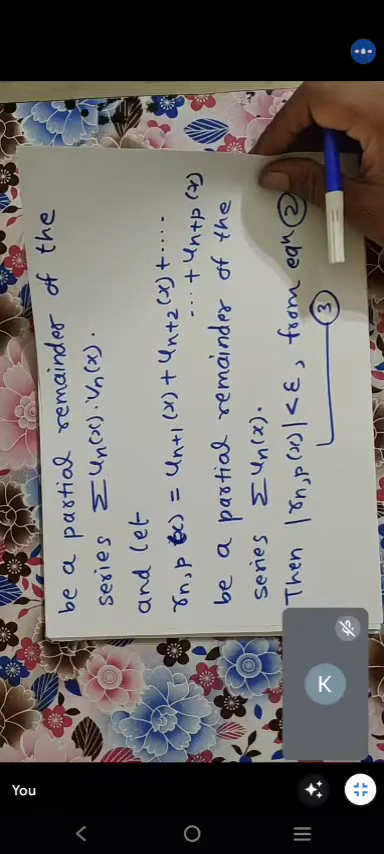 be a partial remainder of the
series Σ un(x).vn(x).
and let
rn,p(x) = un+1(x) + un+2(x) + ....
... + un+p(x)
be a partial remainder of the
series Σ un(x).
Then |rn,p(x)| < ε, from eqn (2)
(3)
K
You